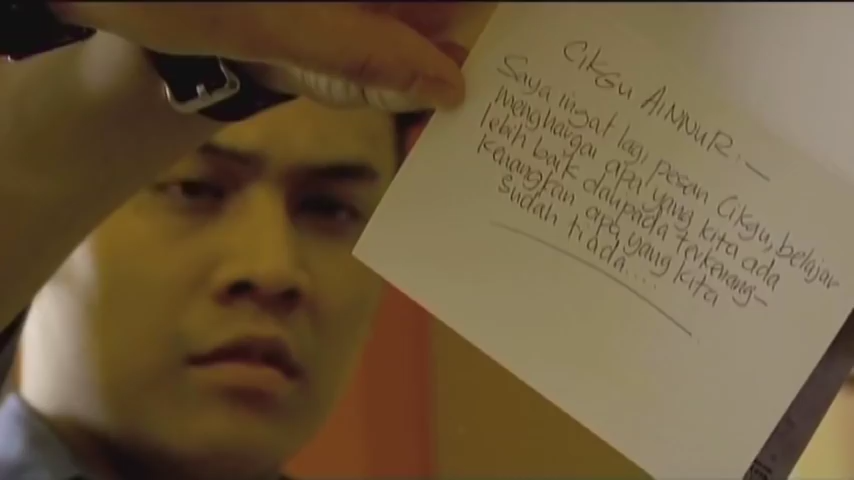 CIKGU AINNUR.—
Saya ingat lagi, pesan Cikgu, belajar
menghargai apa yang kita ada
lebih baik daripada terkenang-
kenangkan apa yang kita
sudah tiada...